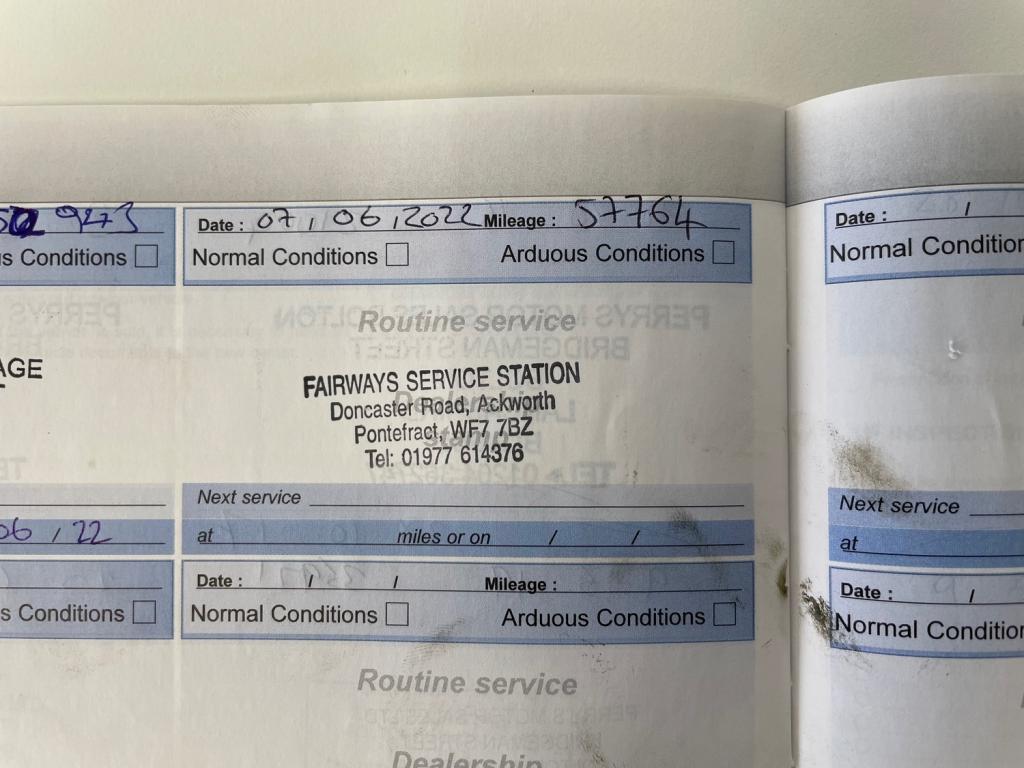 943
s Conditions
AGE
06 / 22
s Conditions
Date : 07 / 06 / 2022 Mileage : 57764
Normal Conditions Arduous Conditions
Routine service
FAIRWAYS SERVICE STATION
Doncaster Road, Ackworth
Pontefract, WF7 7BZ
Tel: 01977 614376
Next service
at miles or on / /
Date : / / Mileage :
Normal Conditions Arduous Conditions
Routine service
Dealership
Date : /
Normal Condition
Next service
at
Date : /
Normal Condition